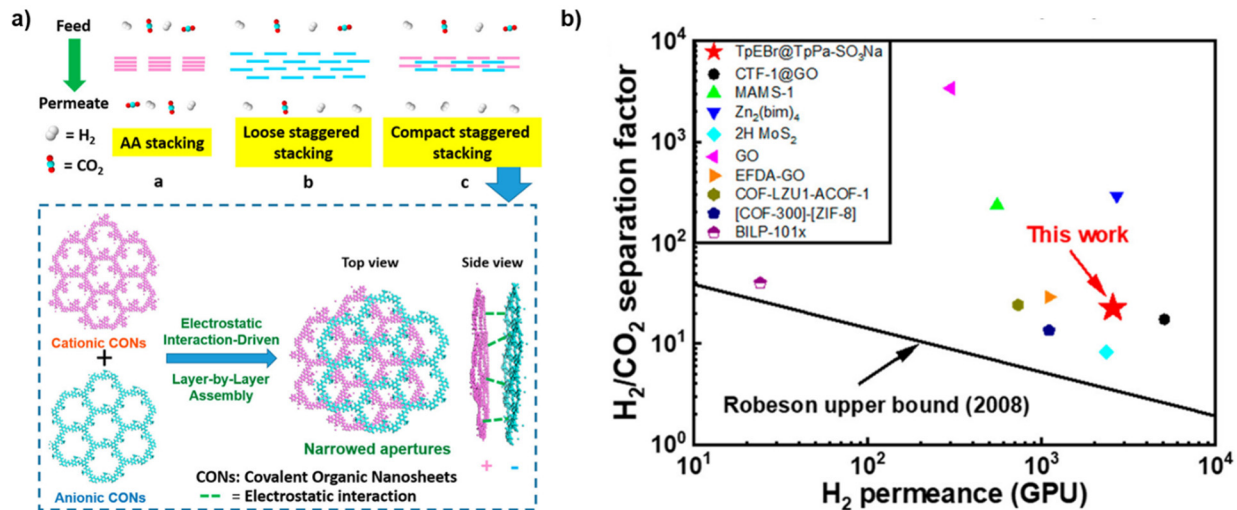 a)
Feed
Permeate
= H2
= CO2
AA stacking
Loose staggered
stacking
Compact staggered
stacking
a
b
c
Cationic CONs
+
Anionic CONs
Electrostatic
Interaction-Driven
Layer-by-Layer
Assembly
Top view
Side view
Narrowed apertures
+
-
CONs: Covalent Organic Nanosheets
= Electrostatic interaction
b)
H2/CO2 separation factor
10^4
10^3
10^2
10^1
10^0
TpEBr@TpPa-SO3Na
CTF-1@GO
MAMS-1
Zn2(bim)4
2H MoS2
GO
EFDA-GO
COF-LZU1-ACOF-1
[COF-300]-[ZIF-8]
BILP-101x
This work
Robeson upper bound (2008)
10^1
10^2
10^3
10^4
H2 permeance (GPU)